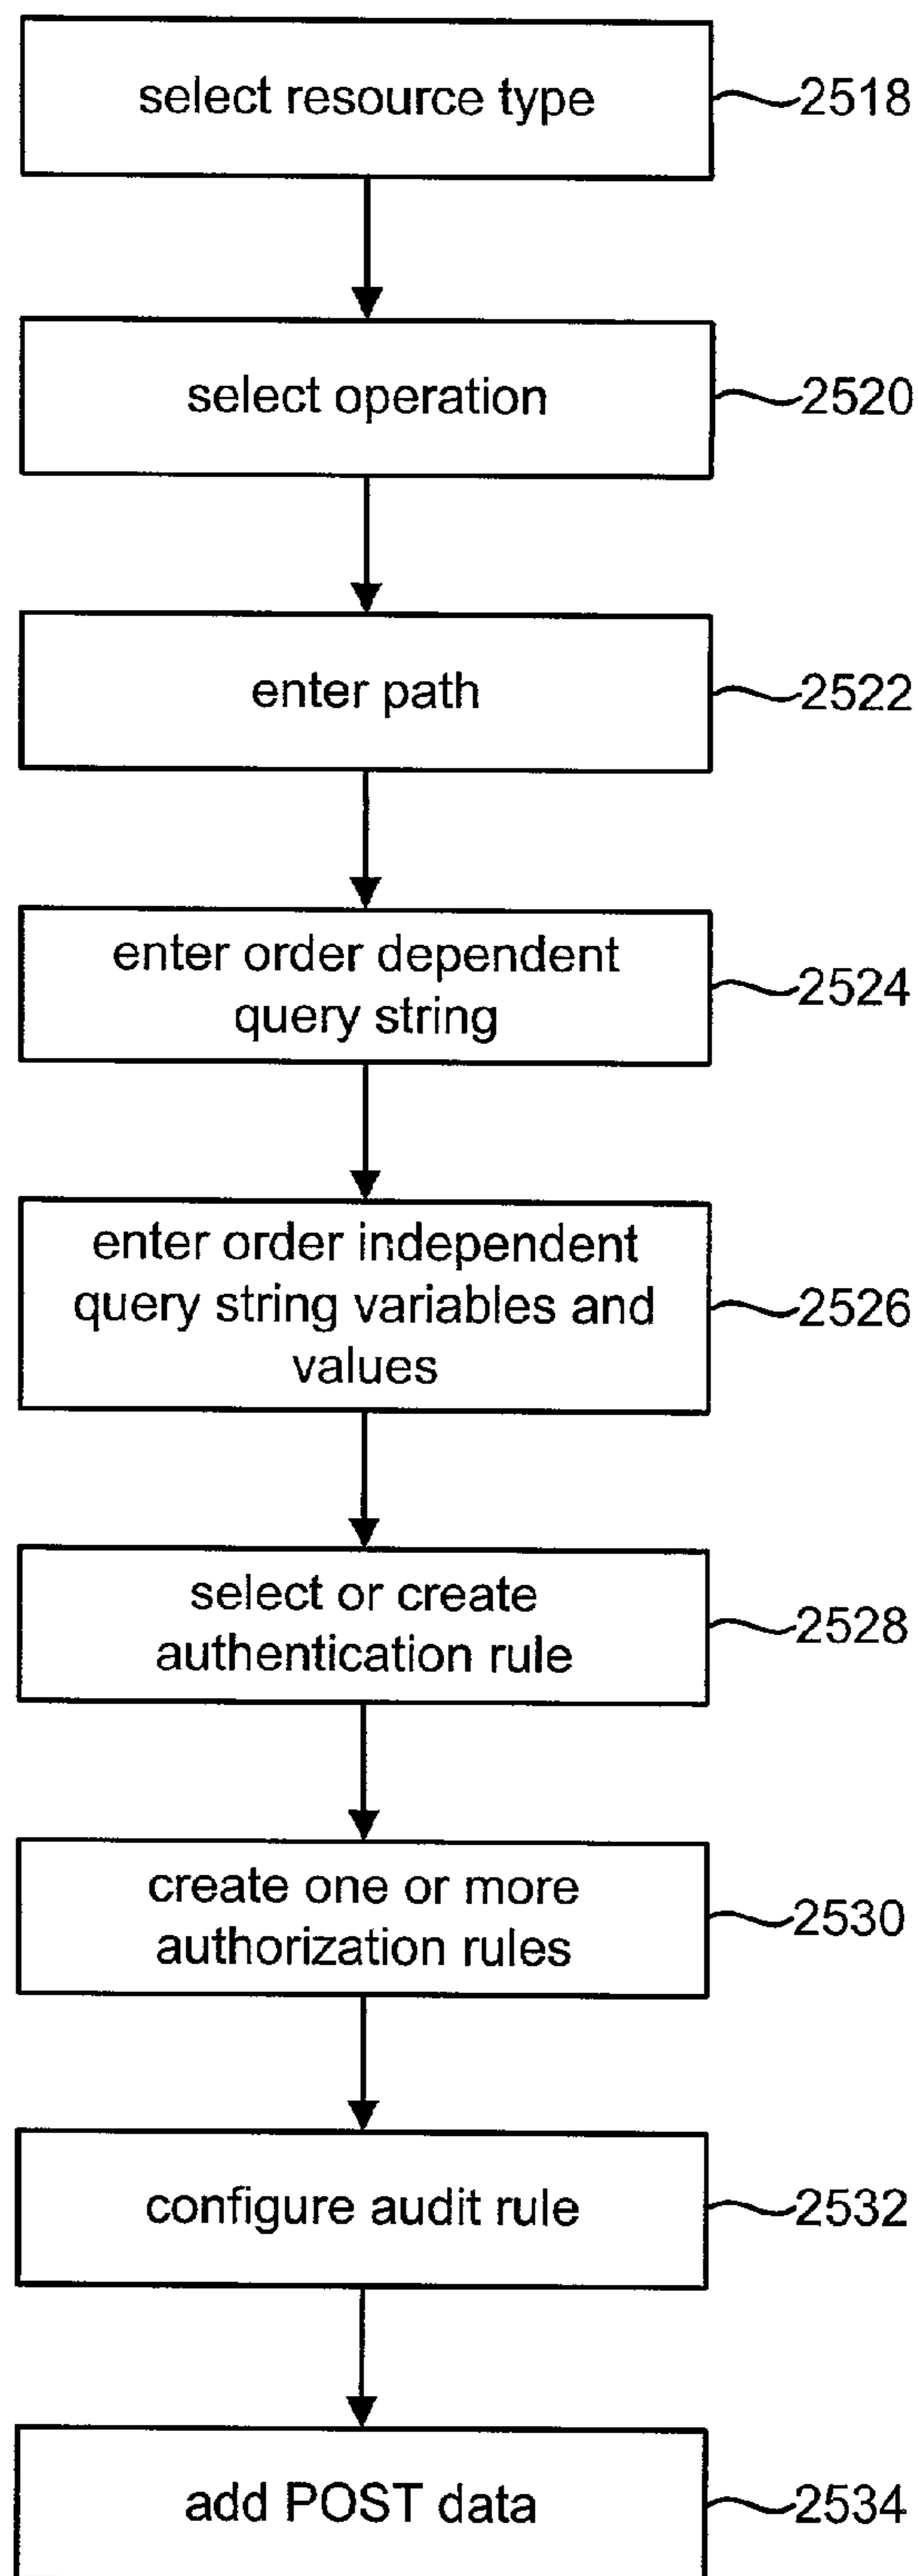 select resource type
2518
select operation
2520
enter path
2522
enter order dependent
query string
2524
enter order independent
query string variables and
values
2526
select or create
authentication rule
2528
create one or more
authorization rules
2530
configure audit rule
2532
add POST data
2534